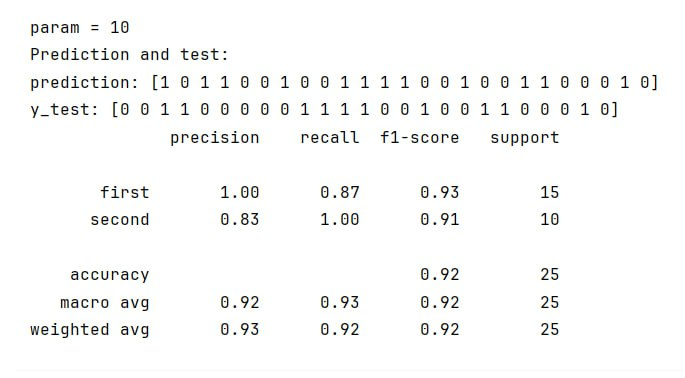 param = 10
Prediction and test:
prediction: [1 0 1 1 0 0 1 0 0 1 1 1 1 0 0 1 0 0 1 1 0 0 0 1 0]
y_test: [0 0 1 1 0 0 0 0 0 1 1 1 1 0 0 1 0 0 1 1 0 0 0 1 0]
precision recall f1-score support
first 1.00 0.87 0.93 15
second 0.83 1.00 0.91 10
accuracy 0.92 25
macro avg 0.92 0.93 0.92 25
weighted avg 0.93 0.92 0.92 25